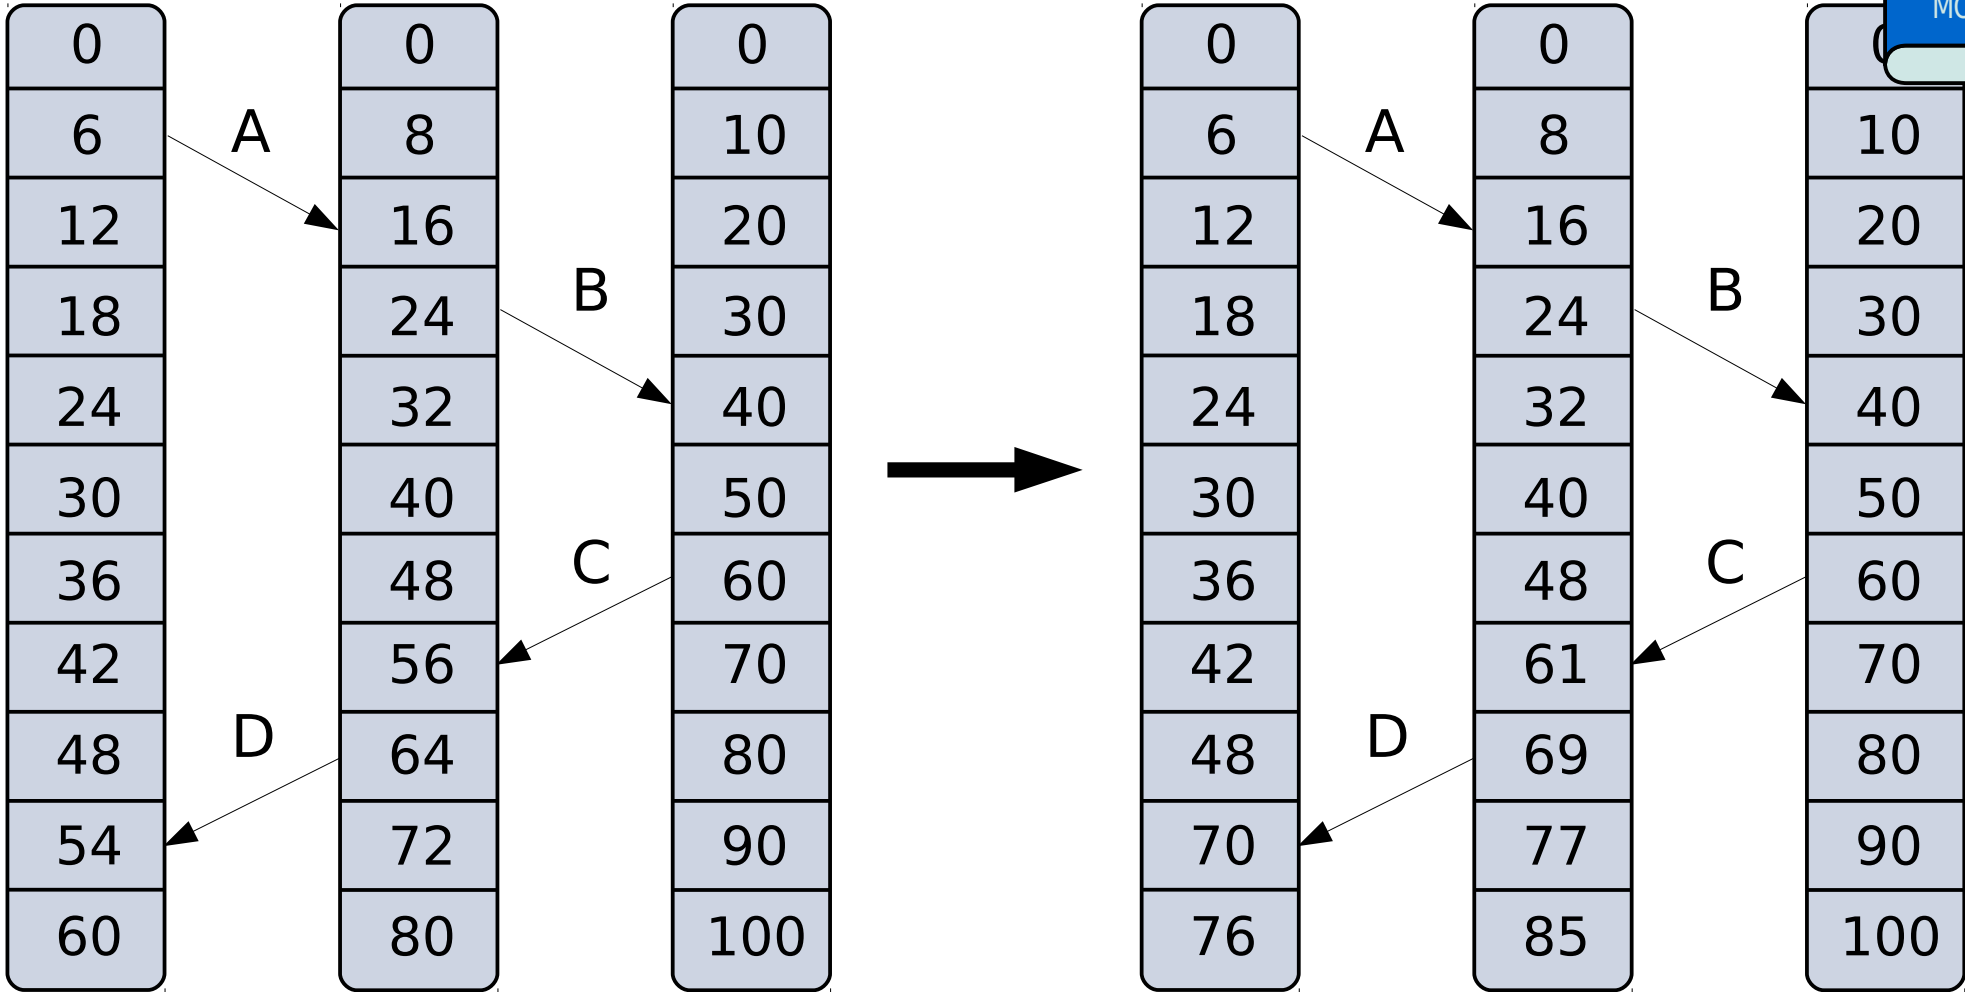 0 0 0 0 0
6 A 8 10 6 A 8 10
12 16 20 12 16 20
18 24 B 30 18 24 B 30
24 32 40 24 32 40
30 40 50 30 40 50
36 48 C 60 36 48 C 60
42 56 70 42 61 70
48 D 64 80 48 D 69 80
54 72 90 70 77 90
60 80 100 76 85 100